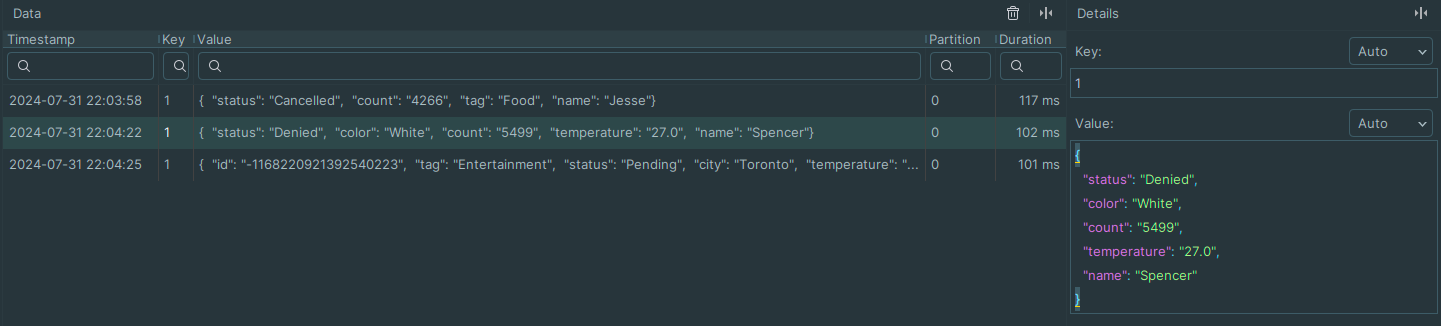 Data
Timestamp Key Value Partition Duration
2024-07-31 22:03:58 1 { "status": "Cancelled", "count": "4266", "tag": "Food", "name": "Jesse"} 0 117 ms
2024-07-31 22:04:22 1 { "status": "Denied", "color": "White", "count": "5499", "temperature": "27.0", "name": "Spencer"} 0 102 ms
2024-07-31 22:04:25 1 { "id": "-1168220921392540223", "tag": "Entertainment", "status": "Pending", "city": "Toronto", "temperature": "... 0 101 ms
Details
Key: Auto
1
Value: Auto
{
"status": "Denied",
"color": "White",
"count": "5499",
"temperature": "27.0",
"name": "Spencer"
}